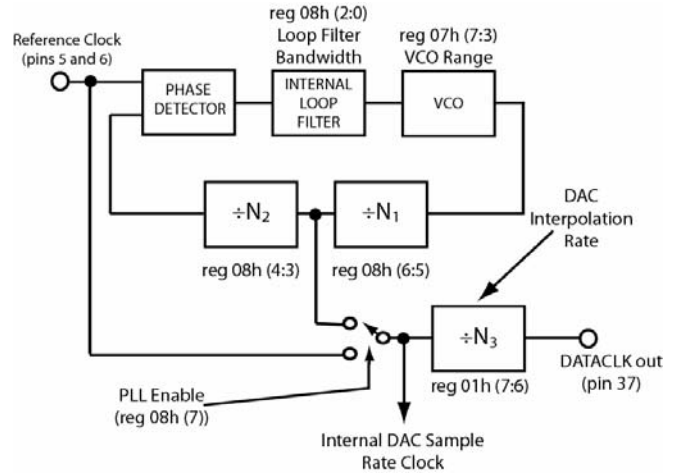 reg 08h (2:0)
Loop Filter
Bandwidth
reg 07h (7:3)
VCO Range
Reference Clock
(pins 5 and 6)
PHASE
DETECTOR
INTERNAL
LOOP
FILTER
VCO
÷N₂
÷N₁
reg 08h (4:3)
reg 08h (6:5)
DAC
Interpolation
Rate
÷N₃
reg 01h (7:6)
DATACLK out
(pin 37)
PLL Enable
(reg 08h (7))
Internal DAC Sample
Rate Clock